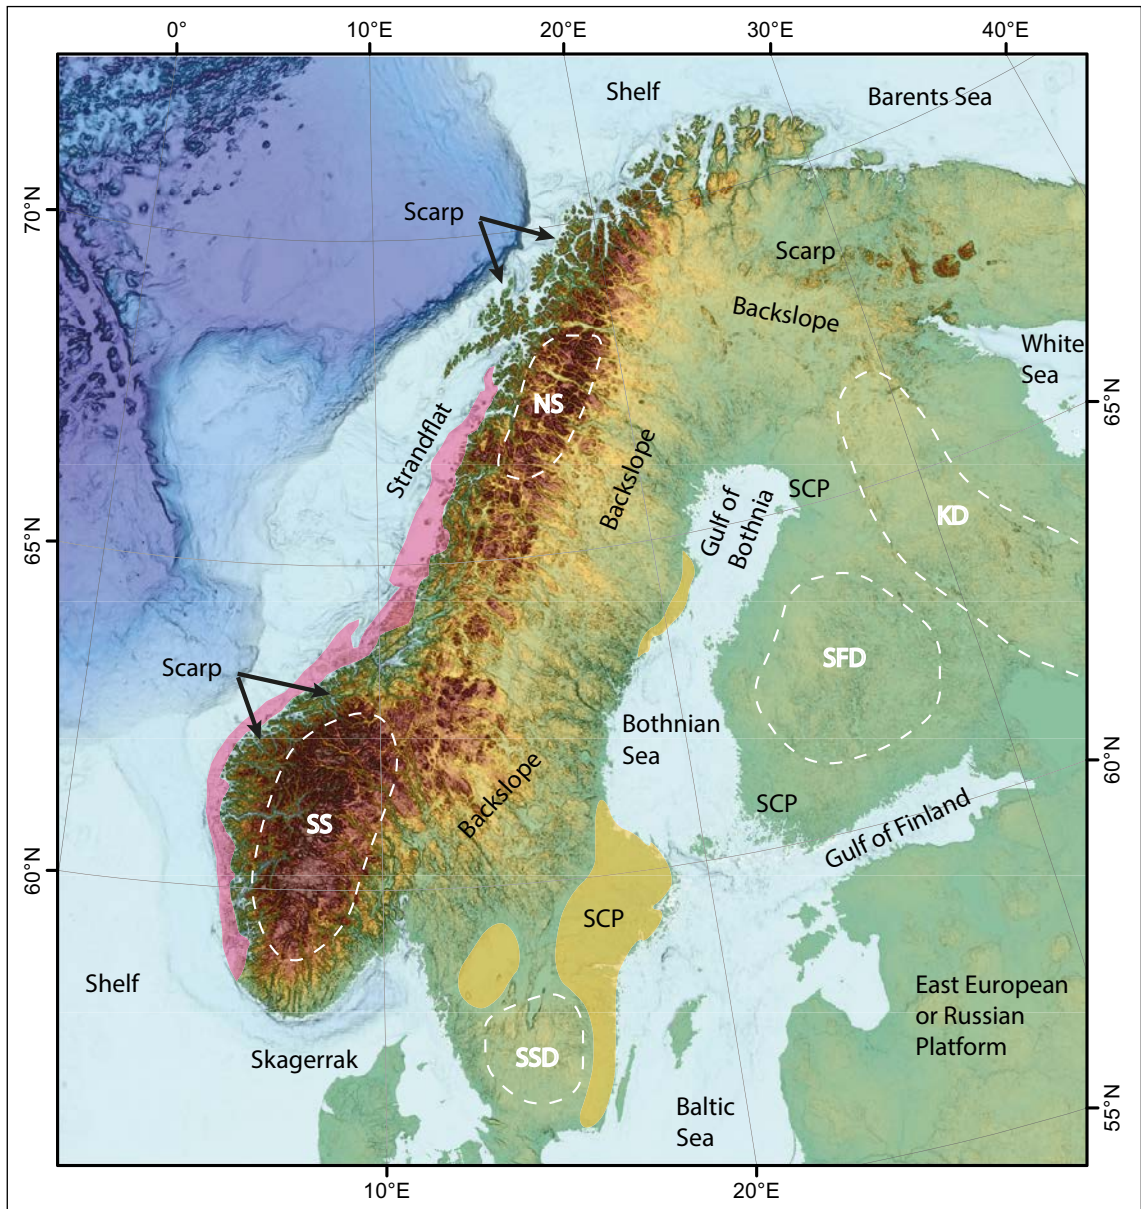 0° 10°E 20°E 30°E 40°E
Shelf
Barents Sea
70°N
Scarp
Scarp
Backslope
White
Sea
NS
65°N
Strandflat
Backslope
Gulf of
Bothnia
SCP
KD
65°N
SFD
Scarp
Bothnian
Sea
60°N
Backslope
SCP
SS
Gulf of Finland
60°N
SCP
Shelf
East European
or Russian
Platform
Skagerrak
SSD
Baltic
Sea
55°N
10°E 20°E